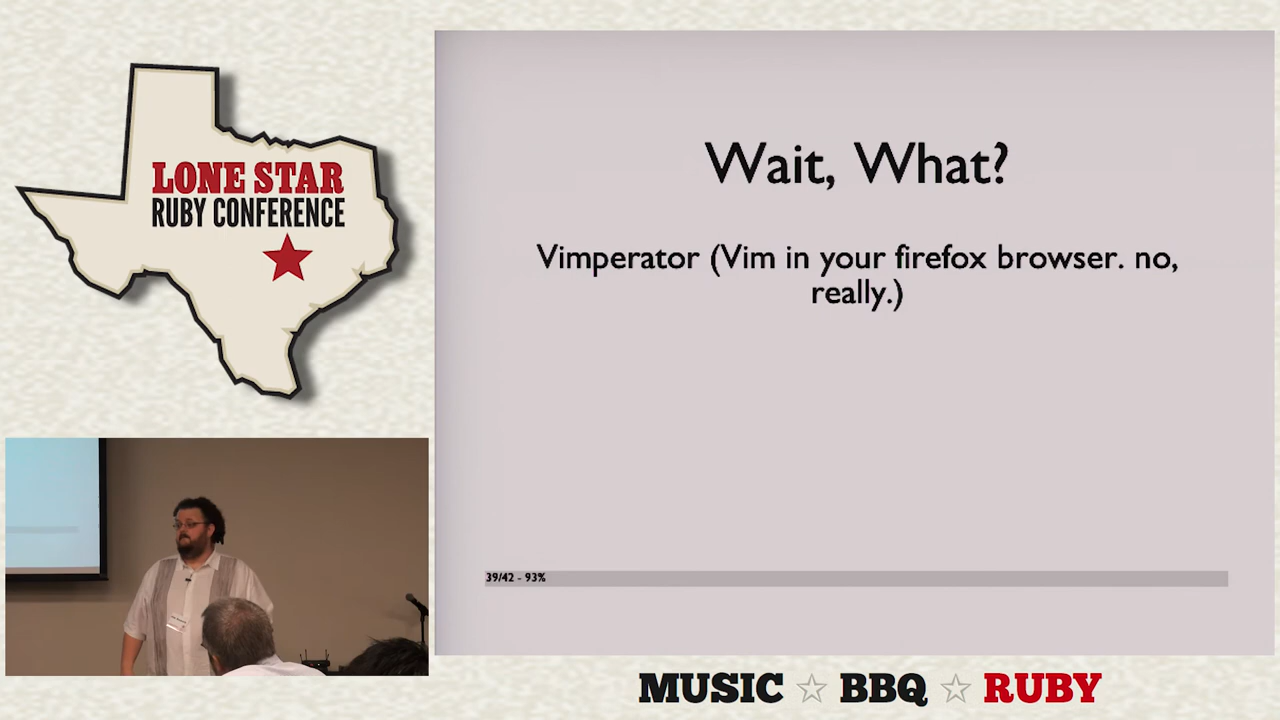 LONE STAR
RUBY CONFERENCE
Wait, What?
Vimperator (Vim in your firefox browser. no,
really.)
39/42 - 93%
MUSIC ☆ BBQ ☆ RUBY